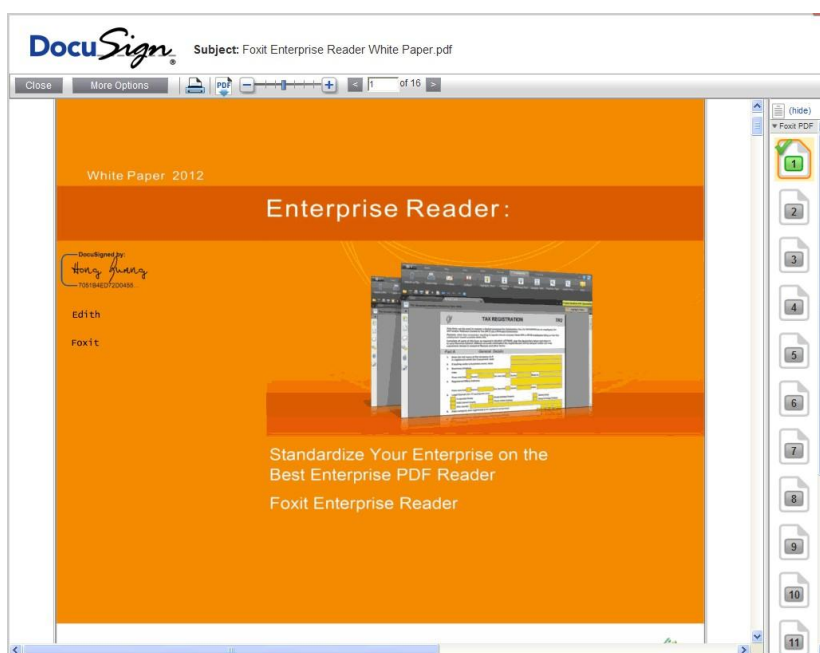 DocuSign
Subject: Foxit Enterprise Reader White Paper.pdf
Close
More Options
PDF
1 of 16
(hide)
Foxit PDF
White Paper 2012
Enterprise Reader:
DocuSigned by:
Hong
Edith
Foxit
TAX REGISTRATION
Standardize Your Enterprise on the
Best Enterprise PDF Reader
Foxit Enterprise Reader
1
2
3
4
5
6
7
8
9
10
11